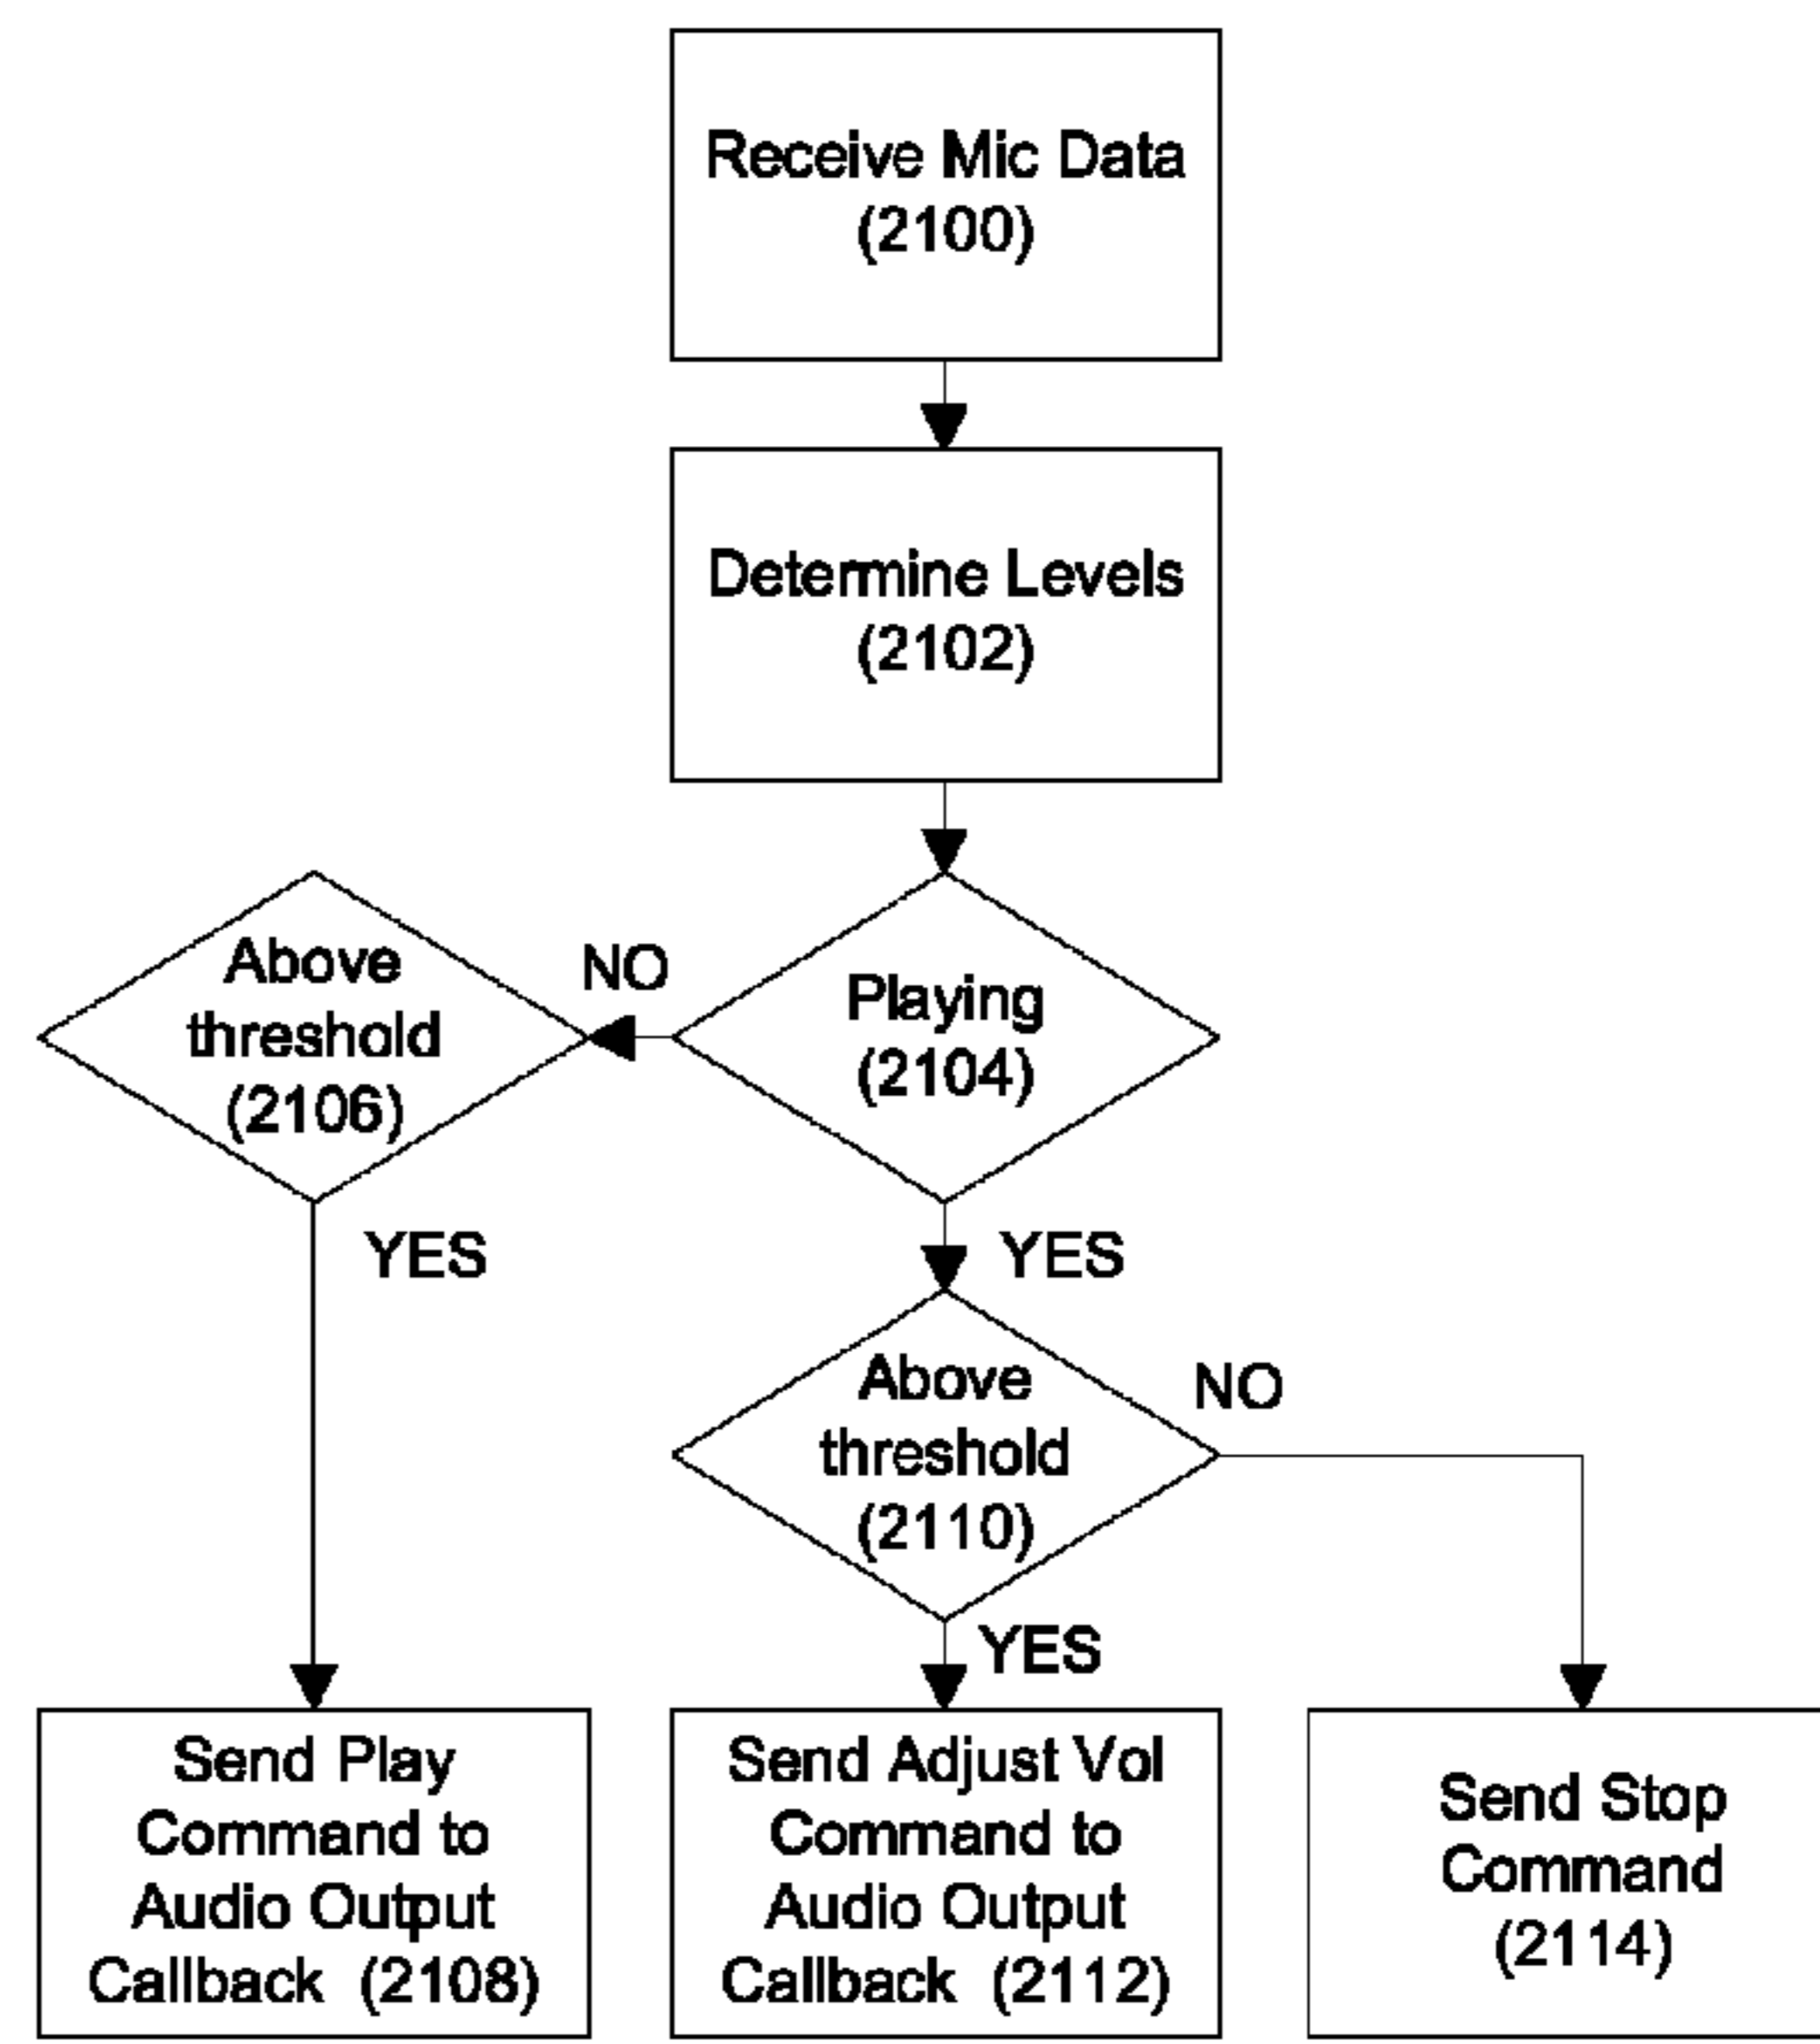 Receive Mic Data
(2100)
Determine Levels
(2102)
Above
threshold
(2106)
NO
Playing
(2104)
YES
YES
Above
threshold
(2110)
NO
YES
Send Play
Command to
Audio Output
Callback (2108)
Send Adjust Vol
Command to
Audio Output
Callback (2112)
Send Stop
Command
(2114)